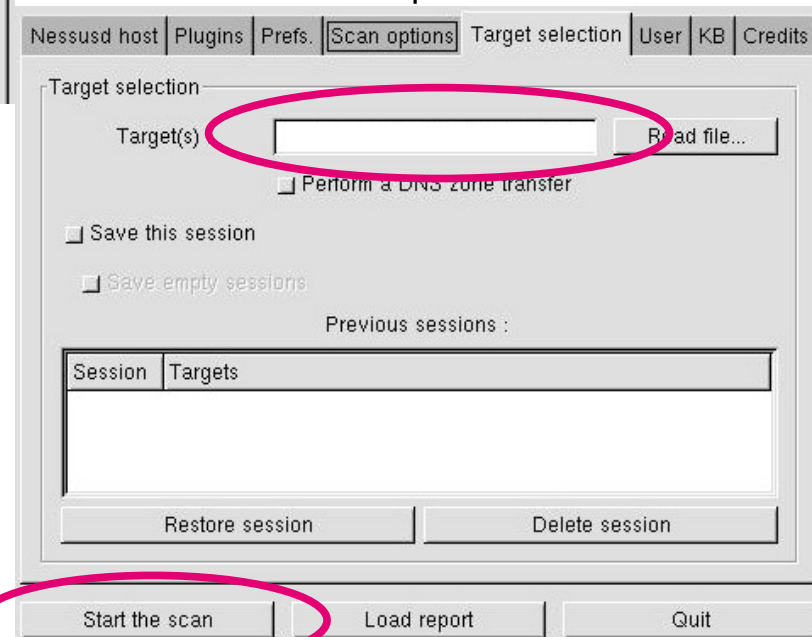 Nessusd host Plugins Prefs. Scan options Target selection User KB Credits
Target selection
Target(s) Read file...
Perform a DNS zone transfer
Save this session
Save empty sessions
Previous sessions :
Session Targets
Restore session Delete session
Start the scan Load report Quit